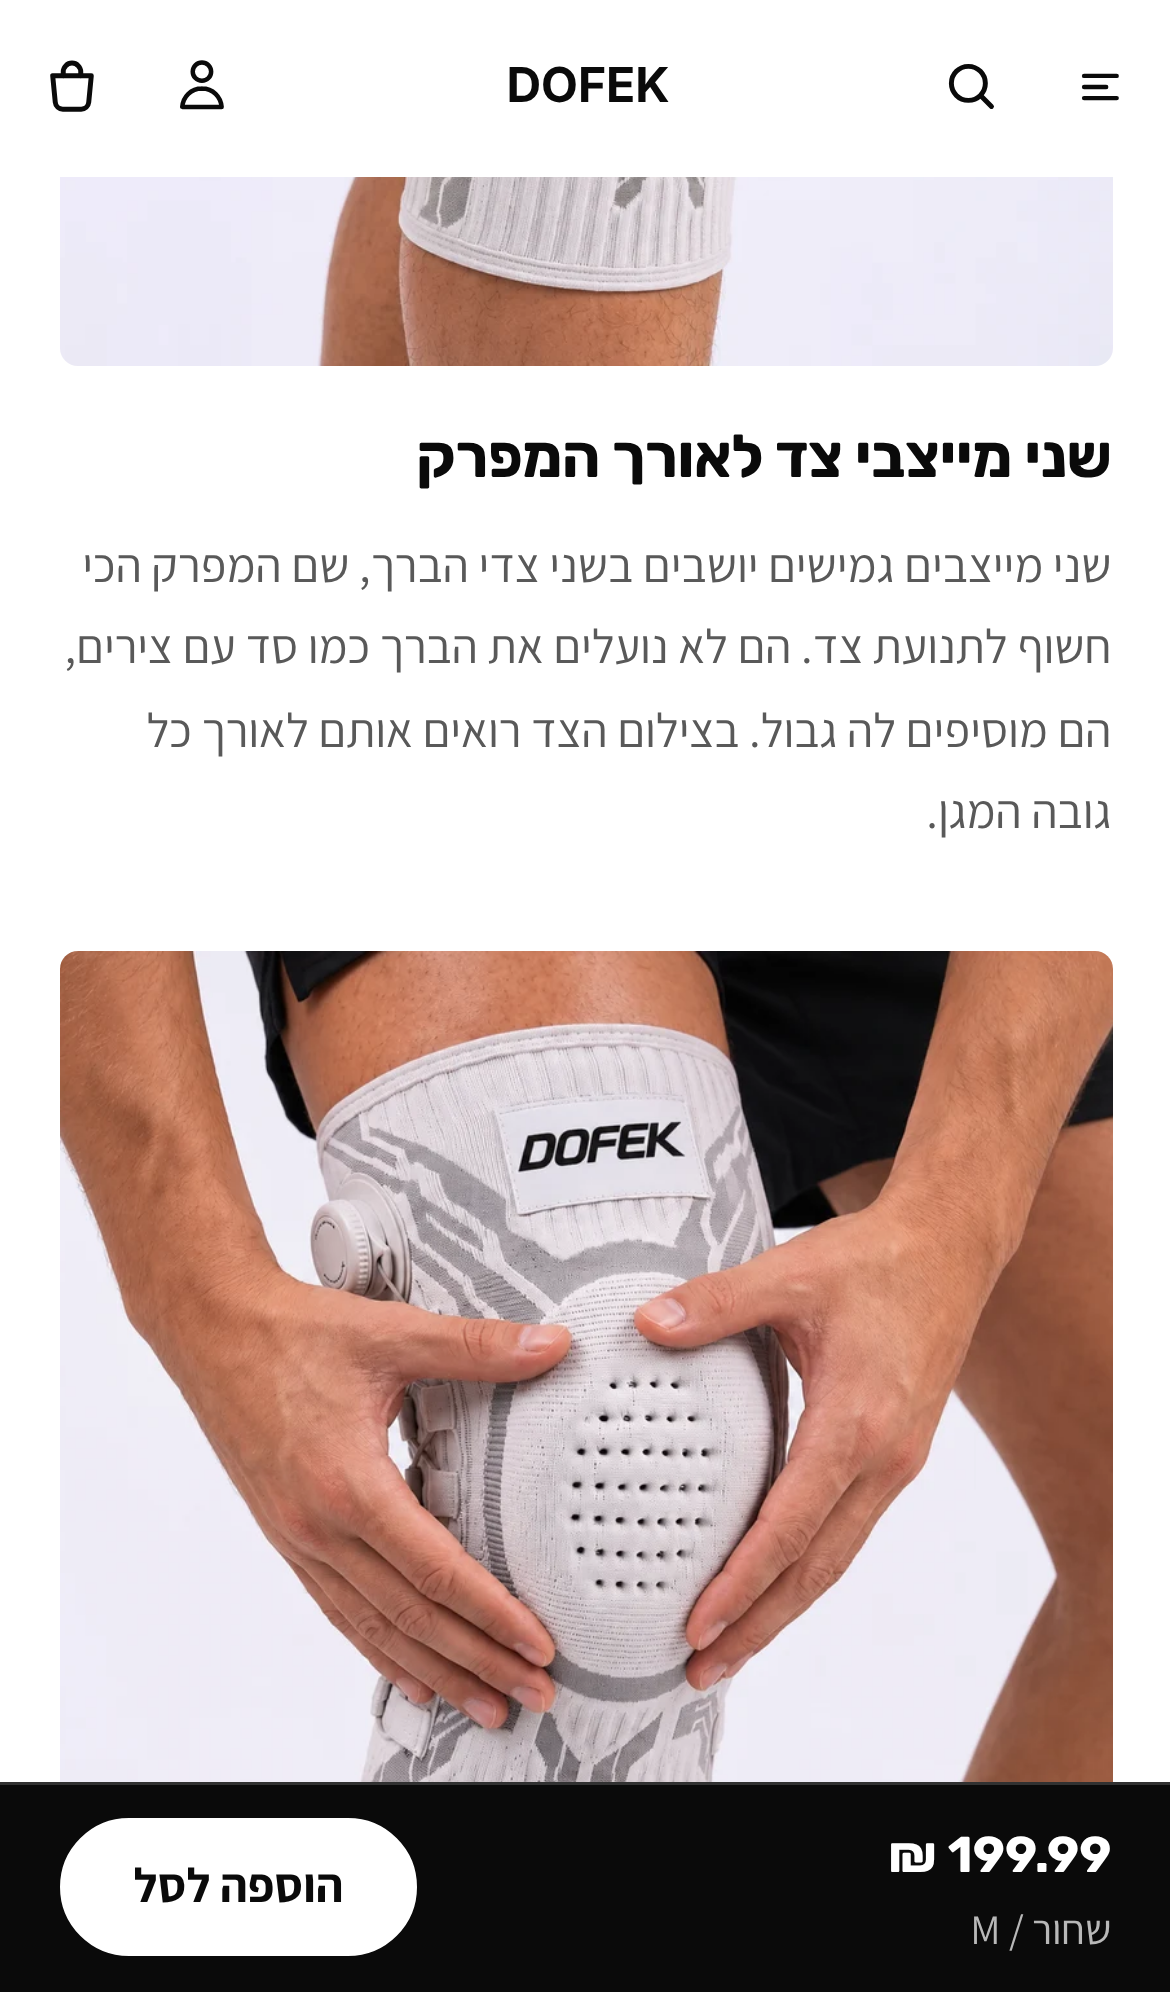 DOFEK
שני מייצבי צד לאורך המפרק
שני מייצבים גמישים יושבים בשני צדי הברך, שם המפרק הכי
חשוף לתנועת צד. הם לא נועלים את הברך כמו סד עם צירים,
הם מוסיפים לה גבול. בצילום הצד רואים אותם לאורך כל
גובה המגן.
DOFEK
199.99 ₪
שחור / M
הוספה לסל